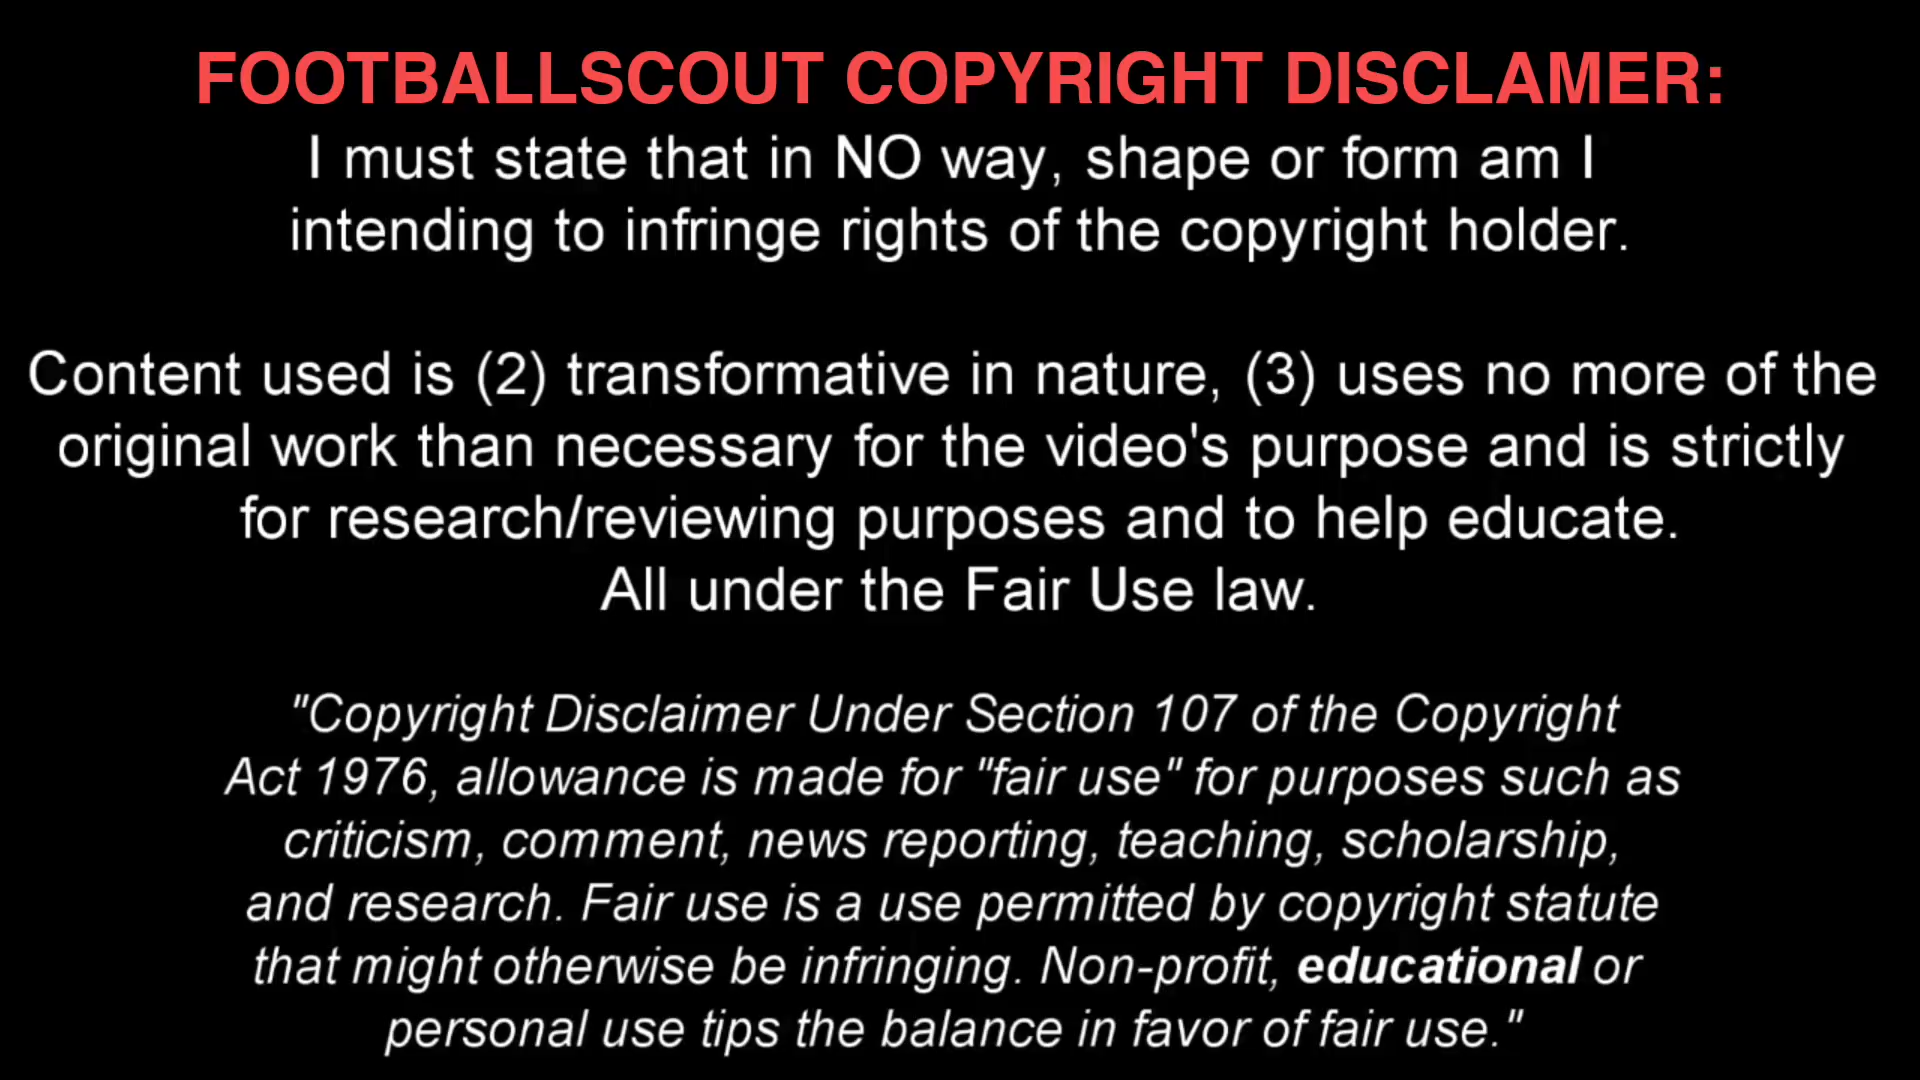 FOOTBALLSCOUT COPYRIGHT DISCLAMER:
I must state that in NO way, shape or form am I
intending to infringe rights of the copyright holder.
Content used is (2) transformative in nature, (3) uses no more of the
original work than necessary for the video's purpose and is strictly
for research/reviewing purposes and to help educate.
All under the Fair Use law.
"Copyright Disclaimer Under Section 107 of the Copyright
Act 1976, allowance is made for "fair use" for purposes such as
criticism, comment, news reporting, teaching, scholarship,
and research. Fair use is a use permitted by copyright statute
that might otherwise be infringing. Non-profit, educational or
personal use tips the balance in favor of fair use."